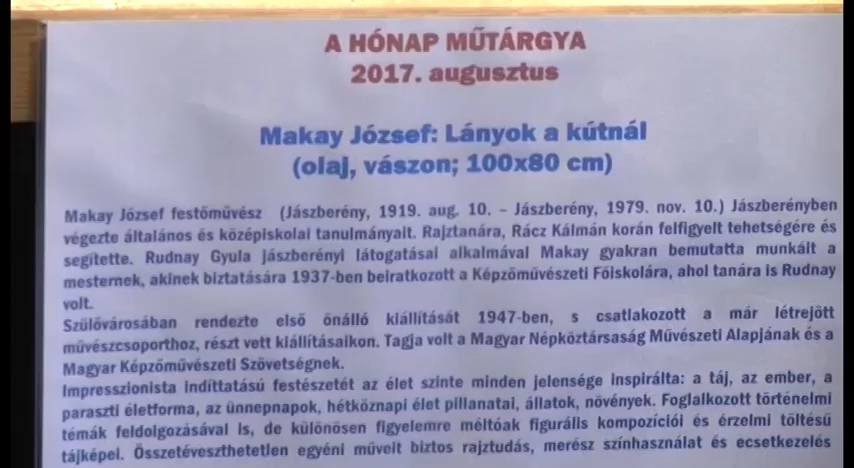 A HÓNAP MŰTÁRGYA
2017. augusztus
Makay József: Lányok a kútnál
(olaj, vászon; 100x80 cm)
Makay József festőművész (Jászberény, 1919. aug. 10. – Jászberény, 1979. nov. 10.) Jászberényben
végezte általános és középiskolai tanulmányait. Rajztanára, Rácz Kálmán korán felfigyelt tehetségére és
segítette. Rudnay Gyula jászberényi látogatásai alkalmával Makay gyakran bemutatta munkáit a
mesternek, akinek biztatására 1937-ben beiratkozott a Képzőművészeti Főiskolára, ahol tanára is Rudnay
volt.
Szülővárosában rendezte első önálló kiállítását 1947-ben, s csatlakozott a már létrejött
művészcsoporthoz, részt vett kiállításaikon. Tagja volt a Magyar Népköztársaság Művészeti Alapjának és a
Magyar Képzőművészeti Szövetségnek.
Impresszionista indíttatású festészetét az élet szinte minden jelensége inspirálta: a táj, az ember, a
paraszti életforma, az ünnepnapok, hétköznapi élet pillanatai, állatok, növények. Foglalkozott történelmi
témák feldolgozásával is, de különösen figyelemre méltóak figurális kompozíciói és érzelmi töltésű
tájképei. Összetéveszthetetlen egyéni műveit biztos rajztudás, merész színhasználat és ecsetkezelés